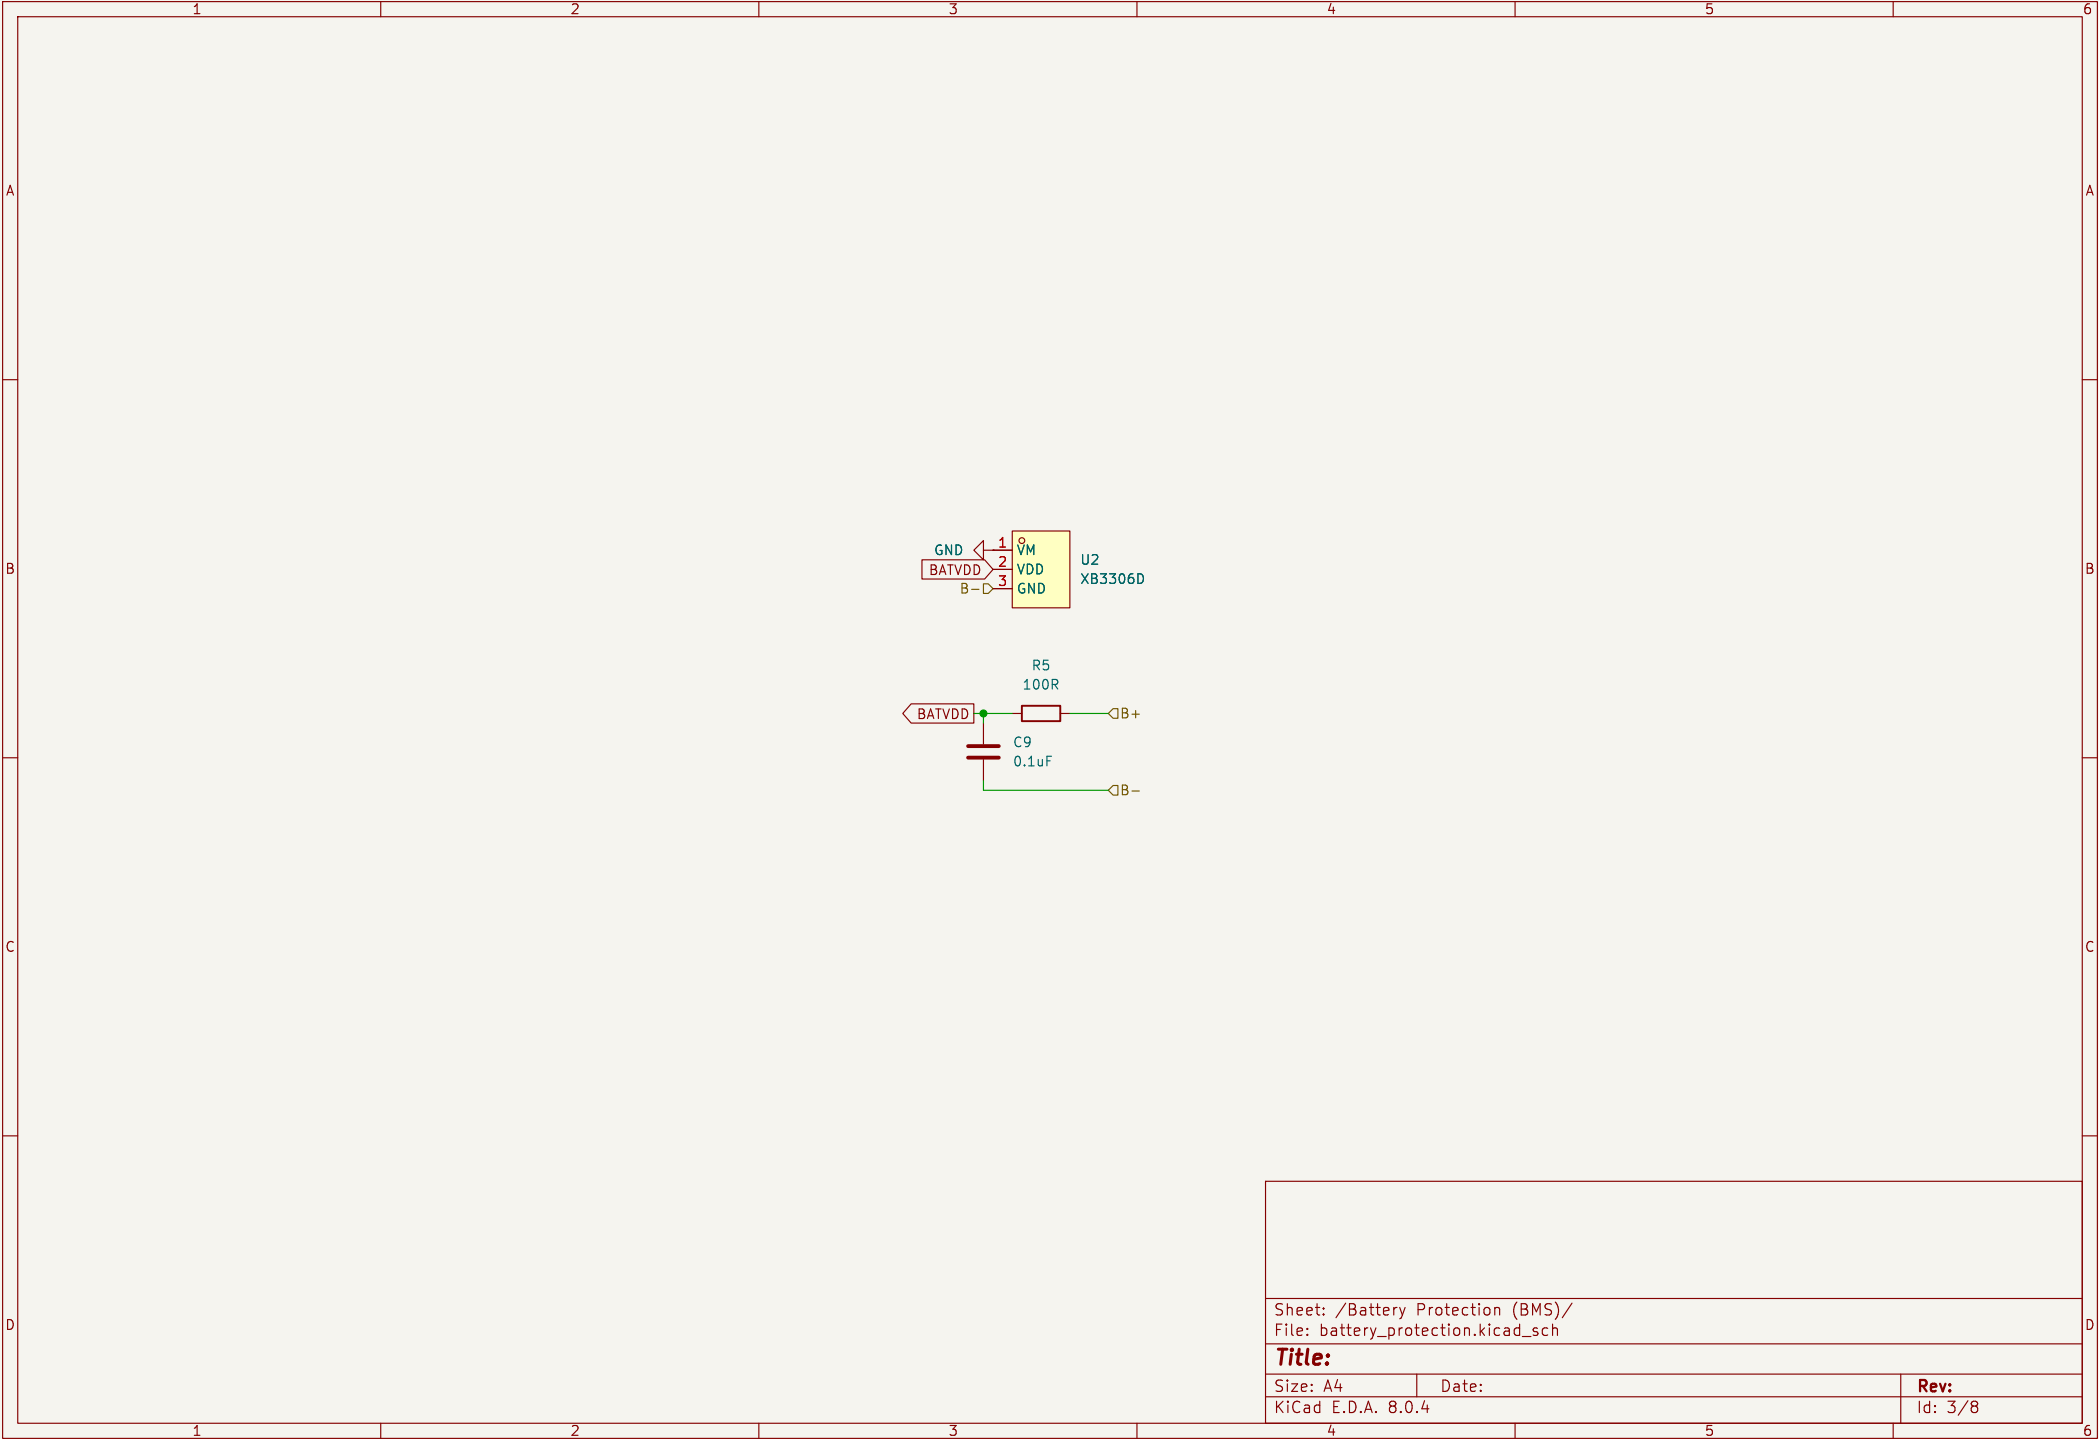 1 2 3 4 5 6
A A
GND 1 VM
BATVDD 2 VDD
B- 3 GND
U2
XB3306D
B B
R5
100R
BATVDD B+
C9
0.1uF
B-
C C
Sheet: /Battery Protection (BMS)/
File: battery_protection.kicad_sch
D D
Title:
Size: A4 Date: Rev:
KiCad E.D.A. 8.0.4 Id: 3/8
1 2 3 4 5 6